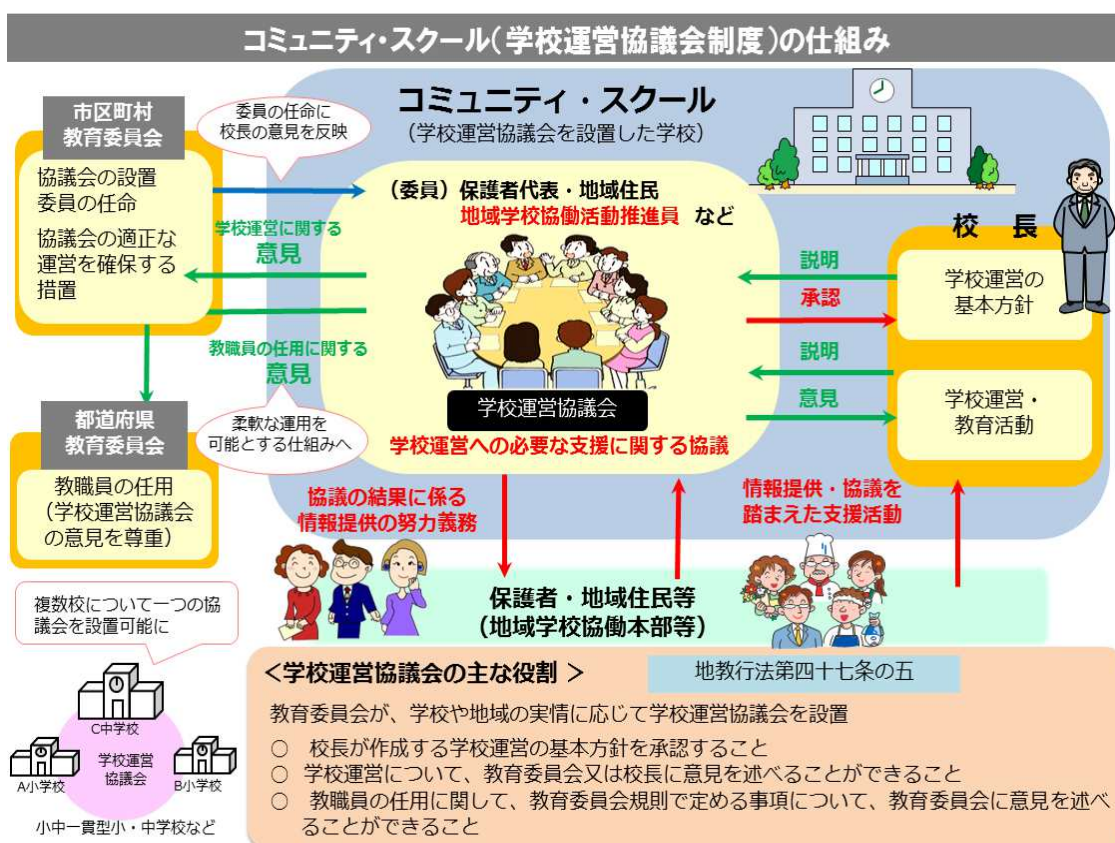 コミュニティ・スクール(学校運営協議会制度)の仕組み
市区町村
教育委員会
協議会の設置
委員の任命
協議会の適正な
運営を確保する
措置
委員の任命に
校長の意見を反映
コミュニティ・スクール
(学校運営協議会を設置した学校)
(委員)保護者代表・地域住民
地域学校協働活動推進員 など
学校運営に関する
意見
教職員の任用に関する
意見
学校運営協議会
学校運営への必要な支援に関する協議
校 長
説明
承認
学校運営の
基本方針
説明
意見
学校運営・
教育活動
都道府県
教育委員会
教職員の任用
(学校運営協議会
の意見を尊重)
柔軟な運用を
可能とする仕組みへ
協議の結果に係る
情報提供の努力義務
情報提供・協議を
踏まえた支援活動
保護者・地域住民等
(地域学校協働本部等)
複数校について一つの協
議会を設置可能に
C中学校
学校運営
協議会
A小学校
B小学校
小中一貫型小・中学校など
<学校運営協議会の主な役割 >
地教行法第四十七条の五
教育委員会が、学校や地域の実情に応じて学校運営協議会を設置
○ 校長が作成する学校運営の基本方針を承認すること
○ 学校運営について、教育委員会又は校長に意見を述べることができること
○ 教職員の任用に関して、教育委員会規則で定める事項について、教育委員会に意見を述べ
ることができること